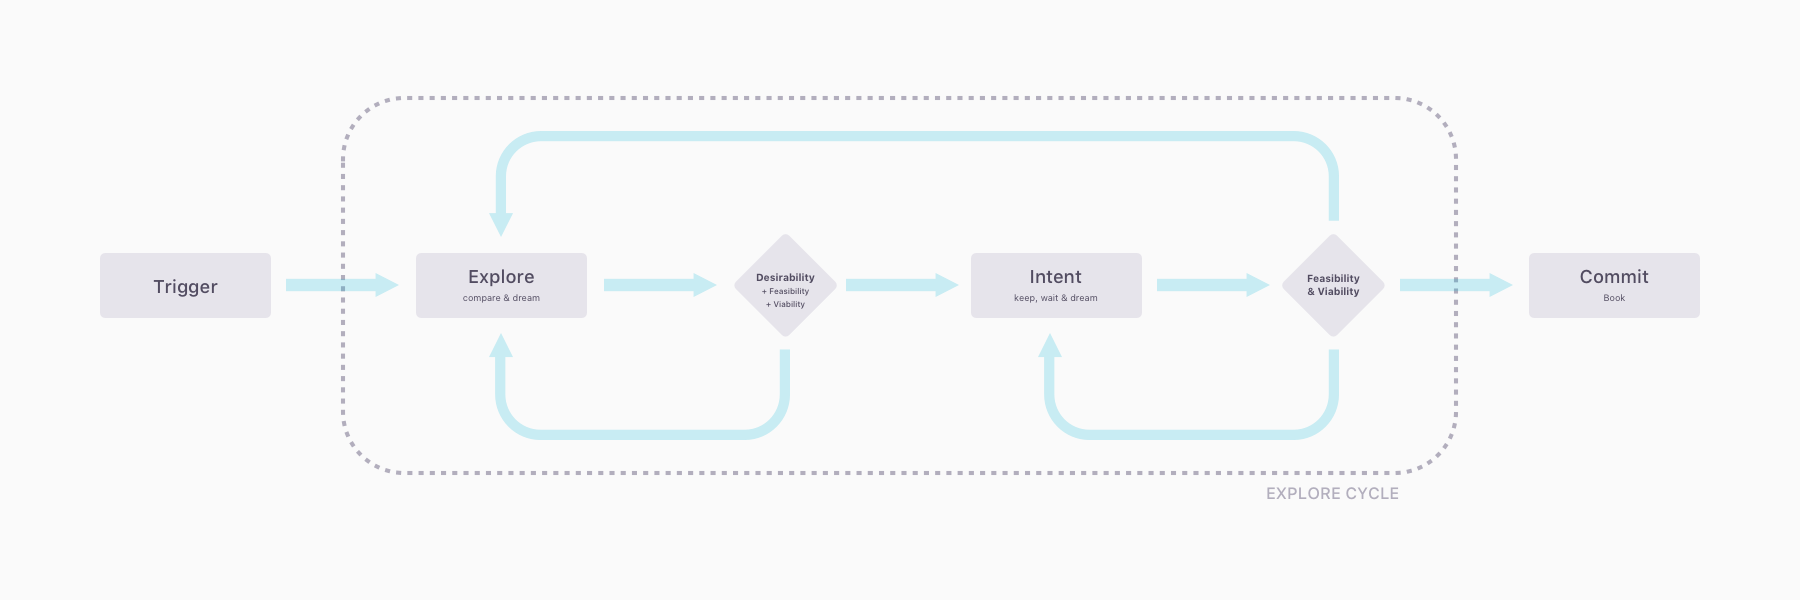 Trigger
Explore
compare & dream
Desirability
+ Feasibility
+ Viability
Intent
keep, wait & dream
Feasibility
& Viability
Commit
Book
EXPLORE CYCLE